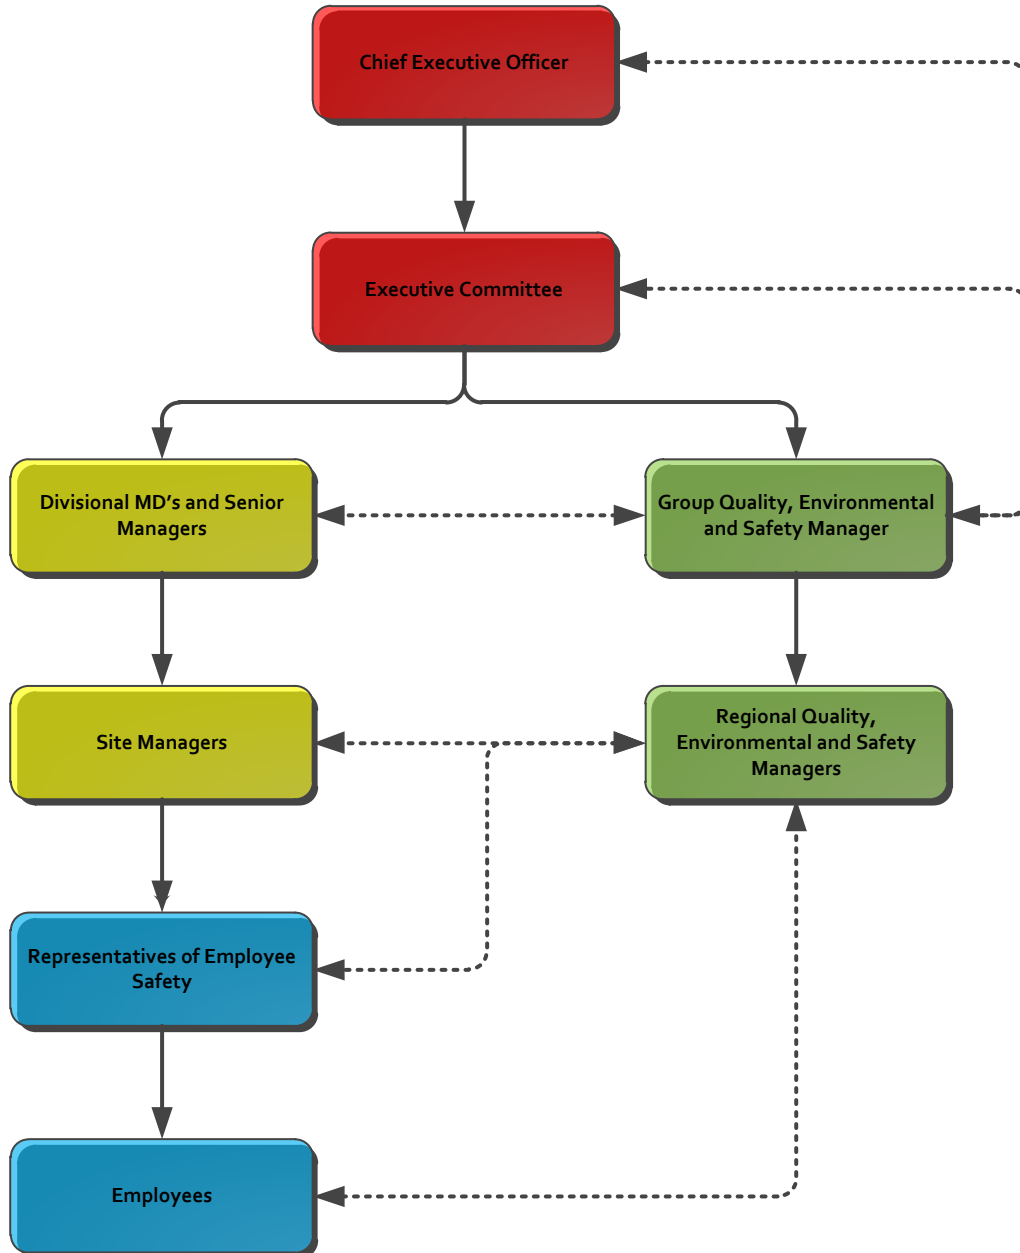 Chief Executive Officer
Executive Committee
Divisional MD's and Senior
Managers
Group Quality, Environmental
and Safety Manager
Site Managers
Regional Quality,
Environmental and Safety
Managers
Representatives of Employee
Safety
Employees